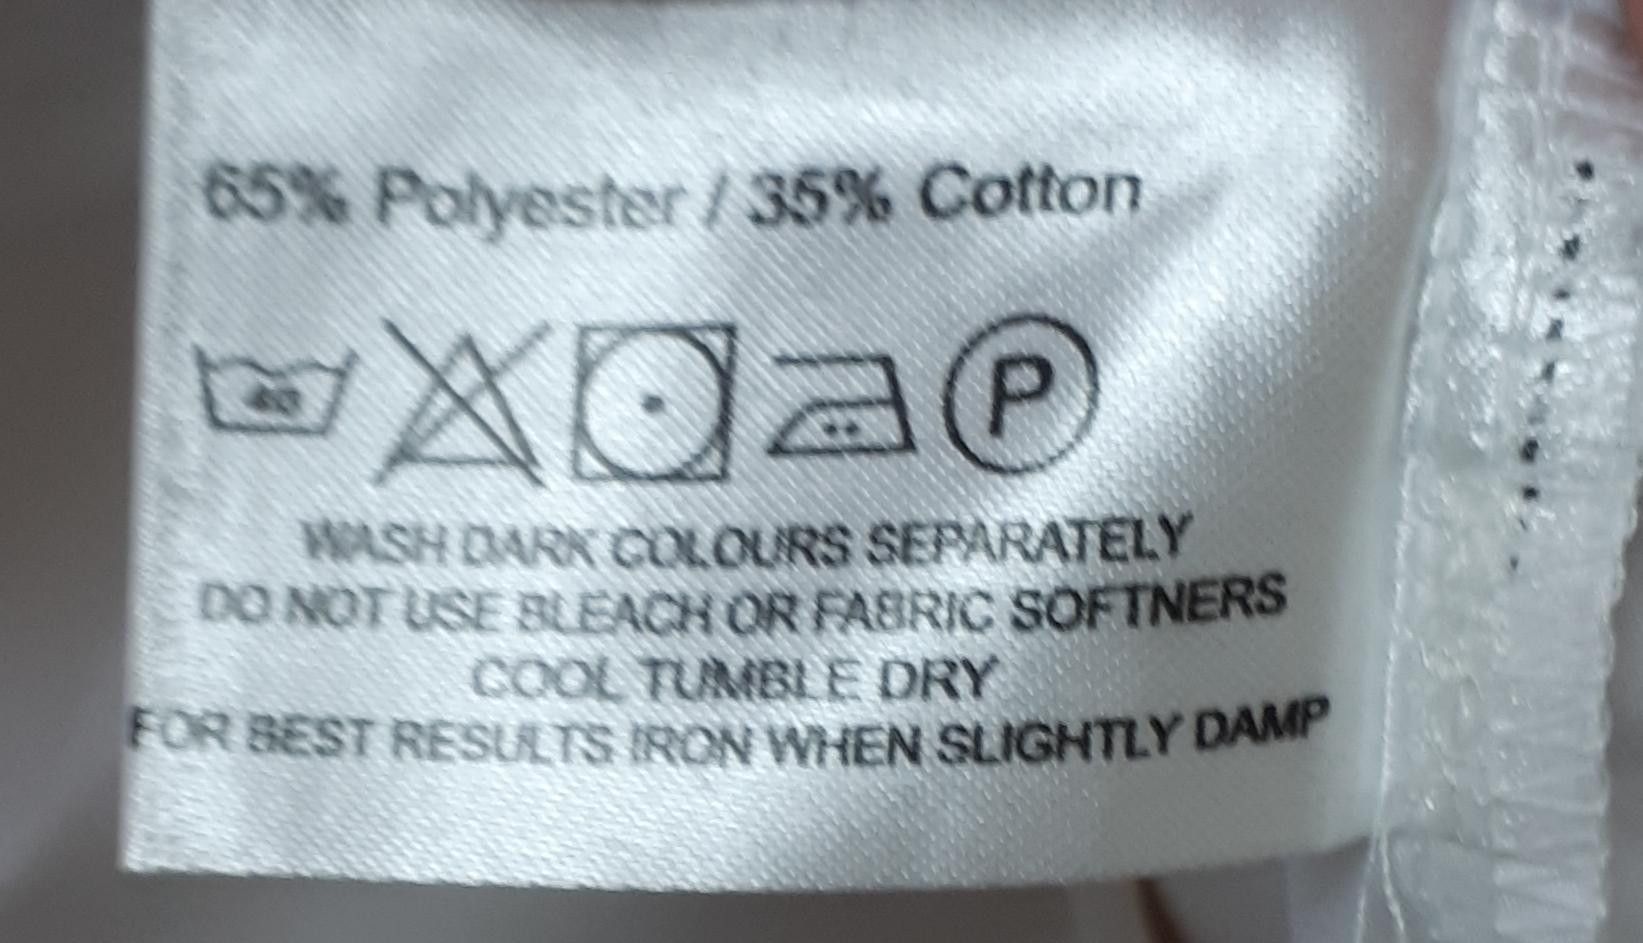 65% Polyester / 35% Cotton
40 P
WASH DARK COLOURS SEPARATELY
DO NOT USE BLEACH OR FABRIC SOFTNERS
COOL TUMBLE DRY
FOR BEST RESULTS IRON WHEN SLIGHTLY DAMP